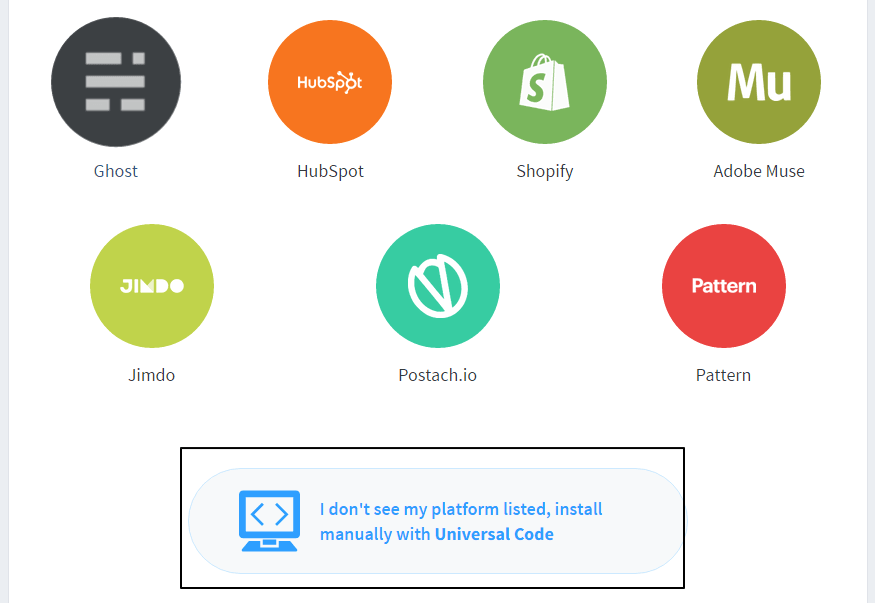 HubSpot
S
Mu
Ghost
HubSpot
Shopify
Adobe Muse
JIMDO
Pattern
Jimdo
Postach.io
Pattern
I don't see my platform listed, install
manually with Universal Code